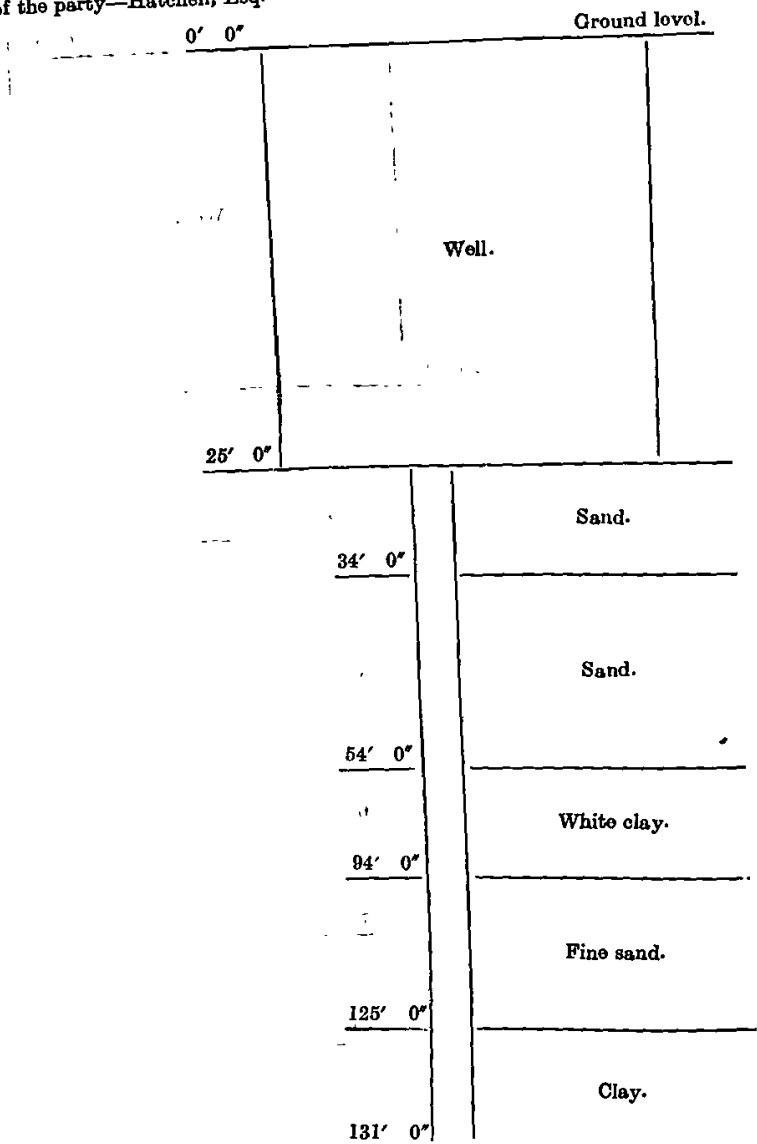 of the party—Hatchell, Esq.
0′ 0″ Ground level.
Well.
25′ 0″
Sand.
34′ 0″
Sand.
54′ 0″
White clay.
94′ 0″
Fine sand.
125′ 0″
Clay.
131′ 0″